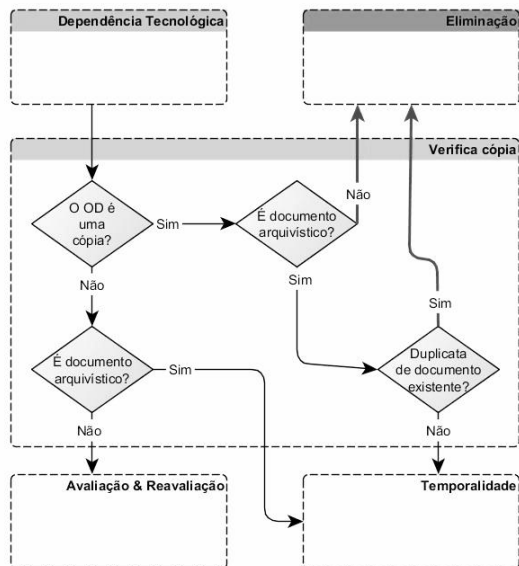 Dependência Tecnológica
Eliminação
Verifica cópia
O OD é
uma
cópia?
Sim
É documento
arquivístico?
Não
Não
Sim
Sim
É documento
arquivístico?
Sim
Duplicata
de documento
existente?
Não
Não
Avaliação & Reavaliação
Temporalidade